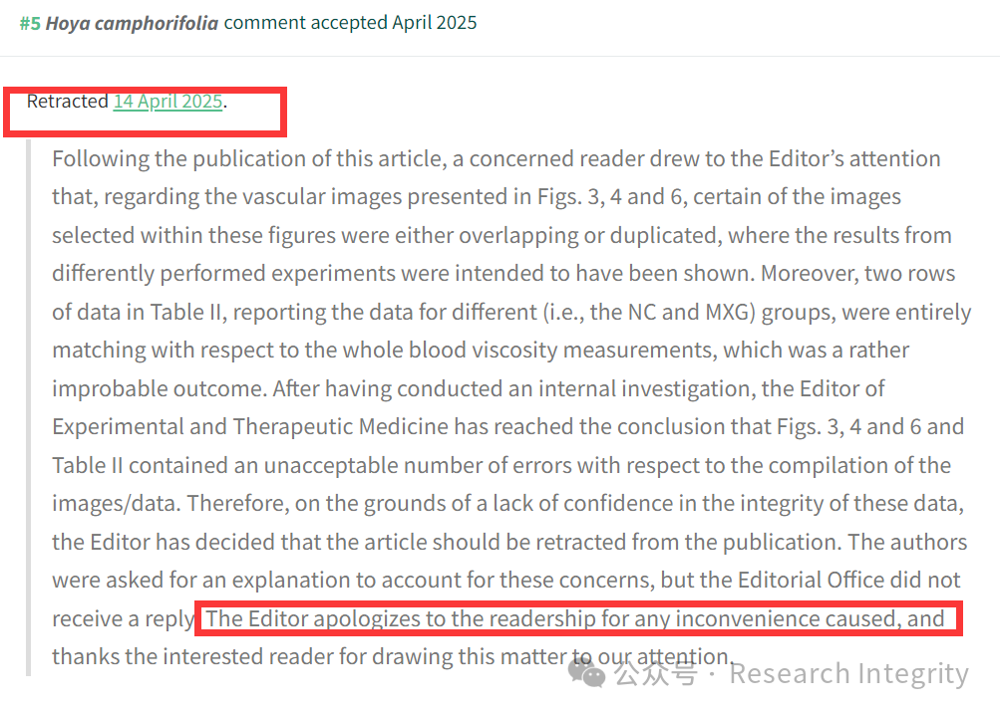 #5 Hoya camphorifolia comment accepted April 2025
Retracted 14 April 2025.
Following the publication of this article, a concerned reader drew to the Editor’s attention
that, regarding the vascular images presented in Figs. 3, 4 and 6, certain of the images
selected within these figures were either overlapping or duplicated, where the results from
differently performed experiments were intended to have been shown. Moreover, two rows
of data in Table II, reporting the data for different (i.e., the NC and MXG) groups, were entirely
matching with respect to the whole blood viscosity measurements, which was a rather
improbable outcome. After having conducted an internal investigation, the Editor of
Experimental and Therapeutic Medicine has reached the conclusion that Figs. 3, 4 and 6 and
Table II contained an unacceptable number of errors with respect to the compilation of the
images/data. Therefore, on the grounds of a lack of confidence in the integrity of these data,
the Editor has decided that the article should be retracted from the publication. The authors
were asked for an explanation to account for these concerns, but the Editorial Office did not
receive a reply. The Editor apologizes to the readership for any inconvenience caused, and
thanks the interested reader for drawing this matter to our attention.
公众号 · Research Integrity